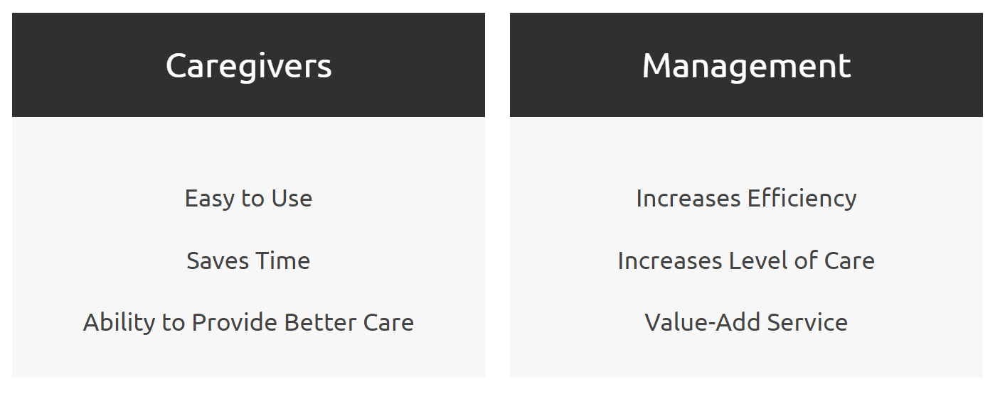 Caregivers
Easy to Use
Saves Time
Ability to Provide Better Care
Management
Increases Efficiency
Increases Level of Care
Value-Add Service